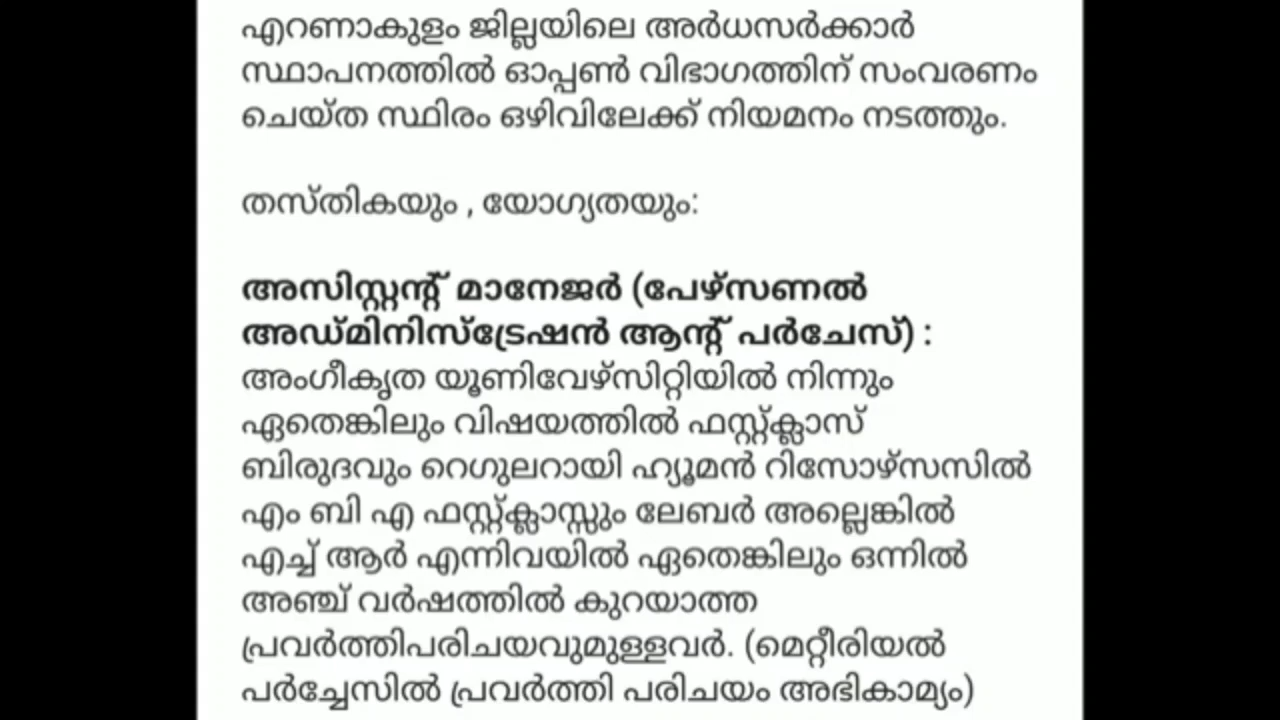 എറണാകുളം ജില്ലയിലെ അർധസർക്കാർ
സ്ഥാപനത്തിൽ ഓപ്പൺ വിഭാഗത്തിന് സംവരണം
ചെയ്ത സ്ഥിരം ഒഴിവിലേക്ക് നിയമനം നടത്തും.
തസ്തികയും , യോഗ്യതയും:
അസിസ്റ്റന്റ് മാനേജർ (പേഴ്സണൽ
അഡ്മിനിസ്ട്രേഷൻ ആന്റ് പർചേസ്) :
അംഗീകൃത യൂണിവേഴ്സിറ്റിയിൽ നിന്നും
ഏതെങ്കിലും വിഷയത്തിൽ ഫസ്റ്റ്ക്ലാസ്
ബിരുദവും റെഗുലറായി ഹ്യൂമൻ റിസോഴ്സസിൽ
എം ബി എ ഫസ്റ്റ്ക്ലാസ്സും ലേബർ അല്ലെങ്കിൽ
എച്ച് ആർ എന്നിവയിൽ ഏതെങ്കിലും ഒന്നിൽ
അഞ്ച് വർഷത്തിൽ കുറയാത്ത
പ്രവർത്തിപരിചയവുമുള്ളവർ. (മെറ്റീരിയൽ
പർച്ചേസിൽ പ്രവർത്തി പരിചയം അഭികാമ്യം)